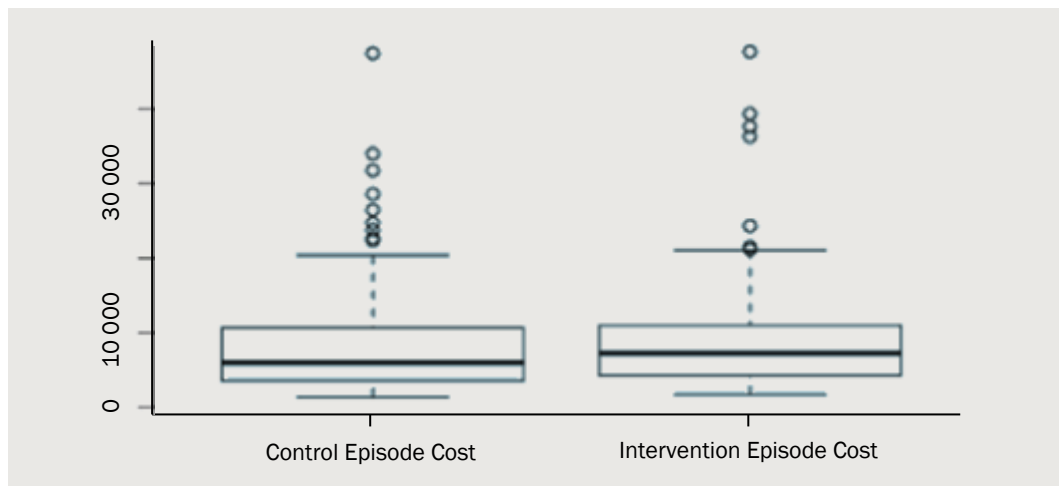 30 000
10 000
0
Control Episode Cost
Intervention Episode Cost